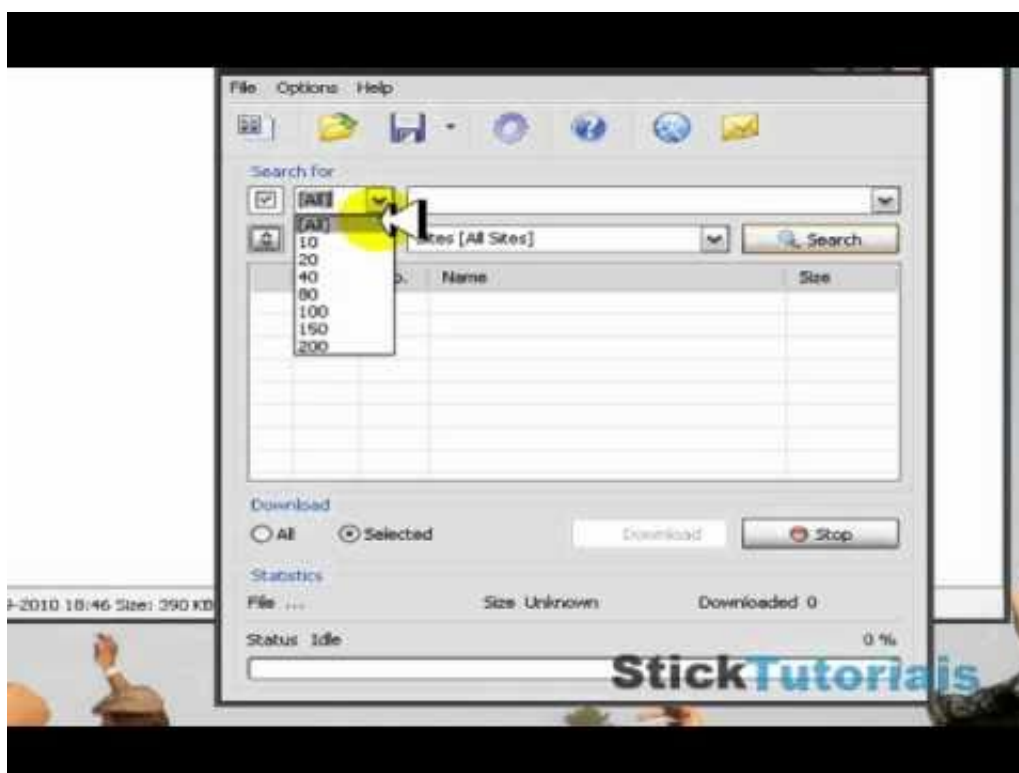 File Options Help
Search for
[All]
[All]
10
20
40
80
100
150
200
Sites [All Sites]
Search
Name
Size
Download
All
Selected
Download
Stop
Statistics
File ...
Size Unknown
Downloaded 0
-2010 18:46 Size: 390 KB
Status Idle
0 %
StickTutorials